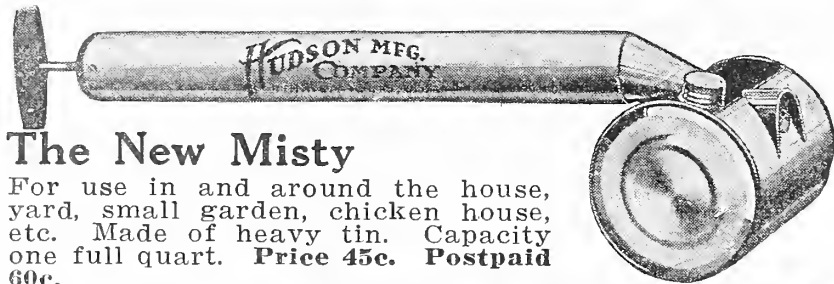 HUDSON MFG.
COMPANY
The New Misty
For use in and around the house,
yard, small garden, chicken house,
etc. Made of heavy tin. Capacity
one full quart. Price 45c. Postpaid
60c.